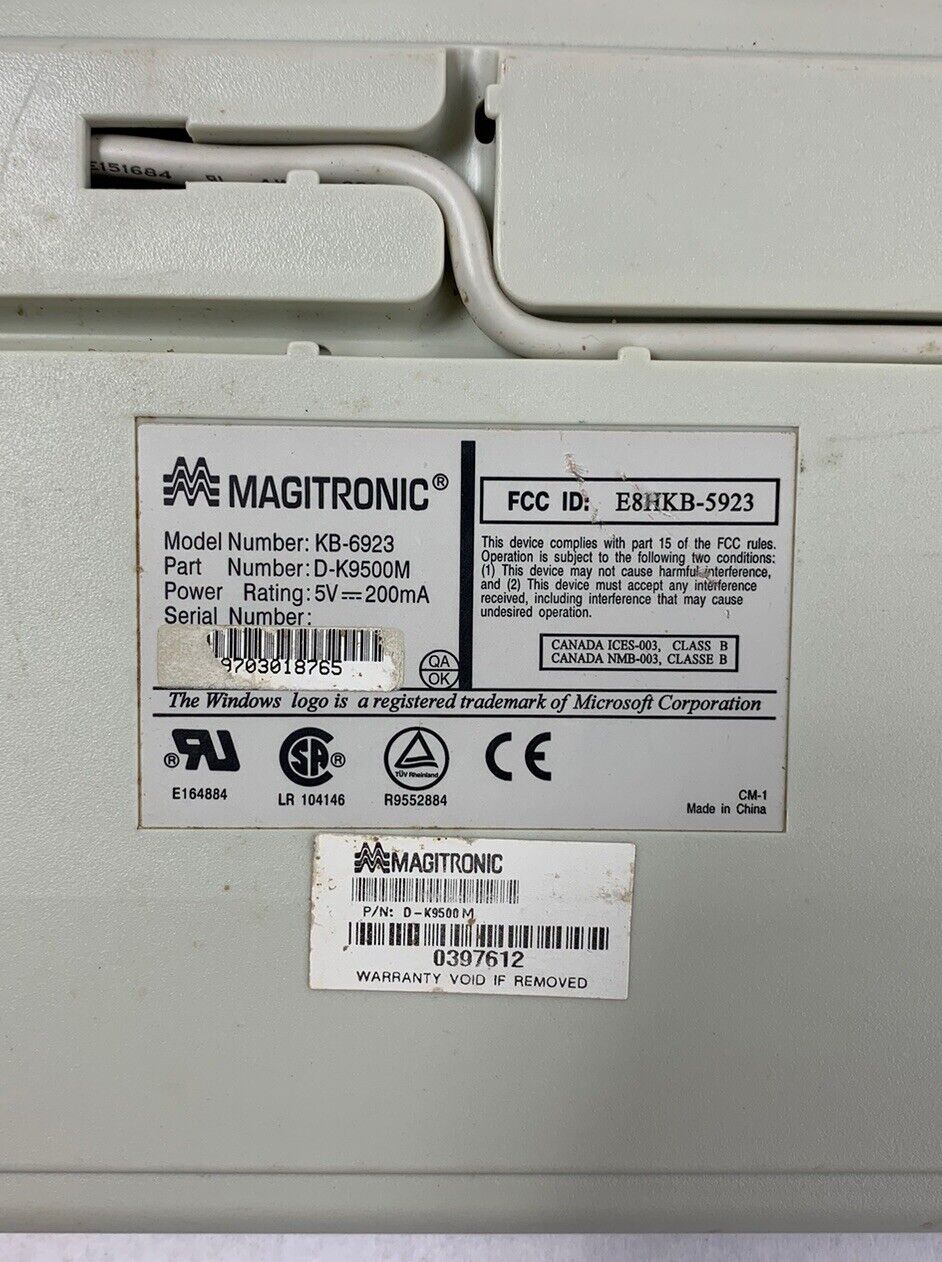 E151684
MAGITRONIC®
Model Number: KB-6923
Part Number: D-K9500M
Power Rating: 5V 200mA
Serial Number:
9703018765
QA
OK
FCC ID: E8HKB-5923
This device complies with part 15 of the FCC rules.
Operation is subject to the following two conditions:
(1) This device may not cause harmful interference,
and (2) This device must accept any interference
received, including interference that may cause
undesired operation.
CANADA ICES-003, CLASS B
CANADA NMB-003, CLASSE B
The Windows logo is a registered trademark of Microsoft Corporation
® RU
E164884
SA ®
LR 104146
TÜV Rheinland
R9552884
CE
CM-1
Made in China
MAGITRONIC
P/N: D-K9500M
0397612
WARRANTY VOID IF REMOVED